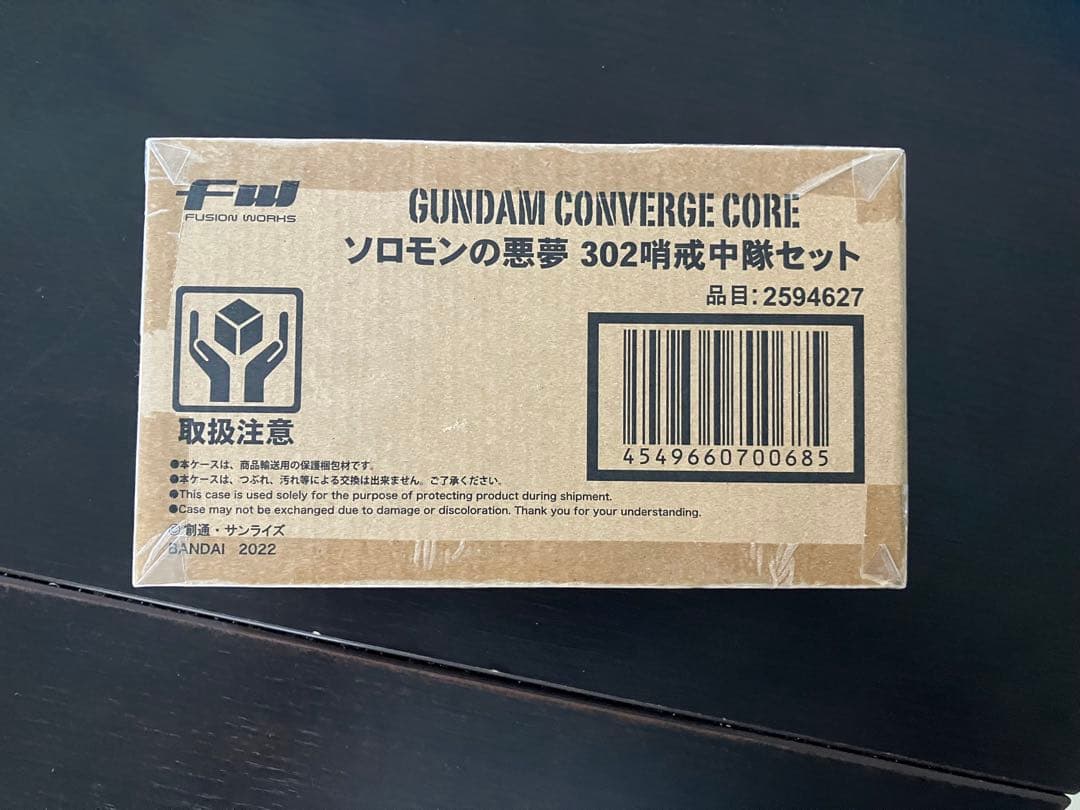 FW
FUSION WORKS
GUNDAM CONVERGE CORE
ソロモンの悪夢 302哨戒中隊セット
品目:2594627
4549660700685
取扱注意
●本ケースは、商品輸送用の保護梱包材です。
●本ケースは、つぶれ、汚れ等による交換は出来ません。ご了承ください。
●This case is used solely for the purpose of protecting product during shipment.
●Case may not be exchanged due to damage or discoloration. Thank you for your understanding.
©創通・サンライズ
BANDAI 2022